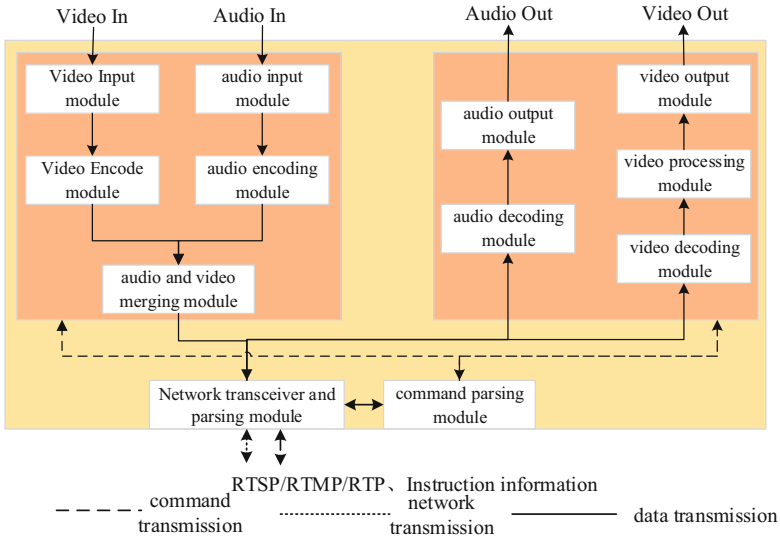 Video In
Audio In
Audio Out
Video Out
Video Input
module
audio input
module
audio output
module
video output
module
Video Encode
module
audio encoding
module
video processing
module
audio decoding
module
video decoding
module
audio and video
merging module
Network transceiver and
parsing module
command parsing
module
RTSP/RTMP/RTP、Instruction information
command
transmission
network
transmission
data transmission